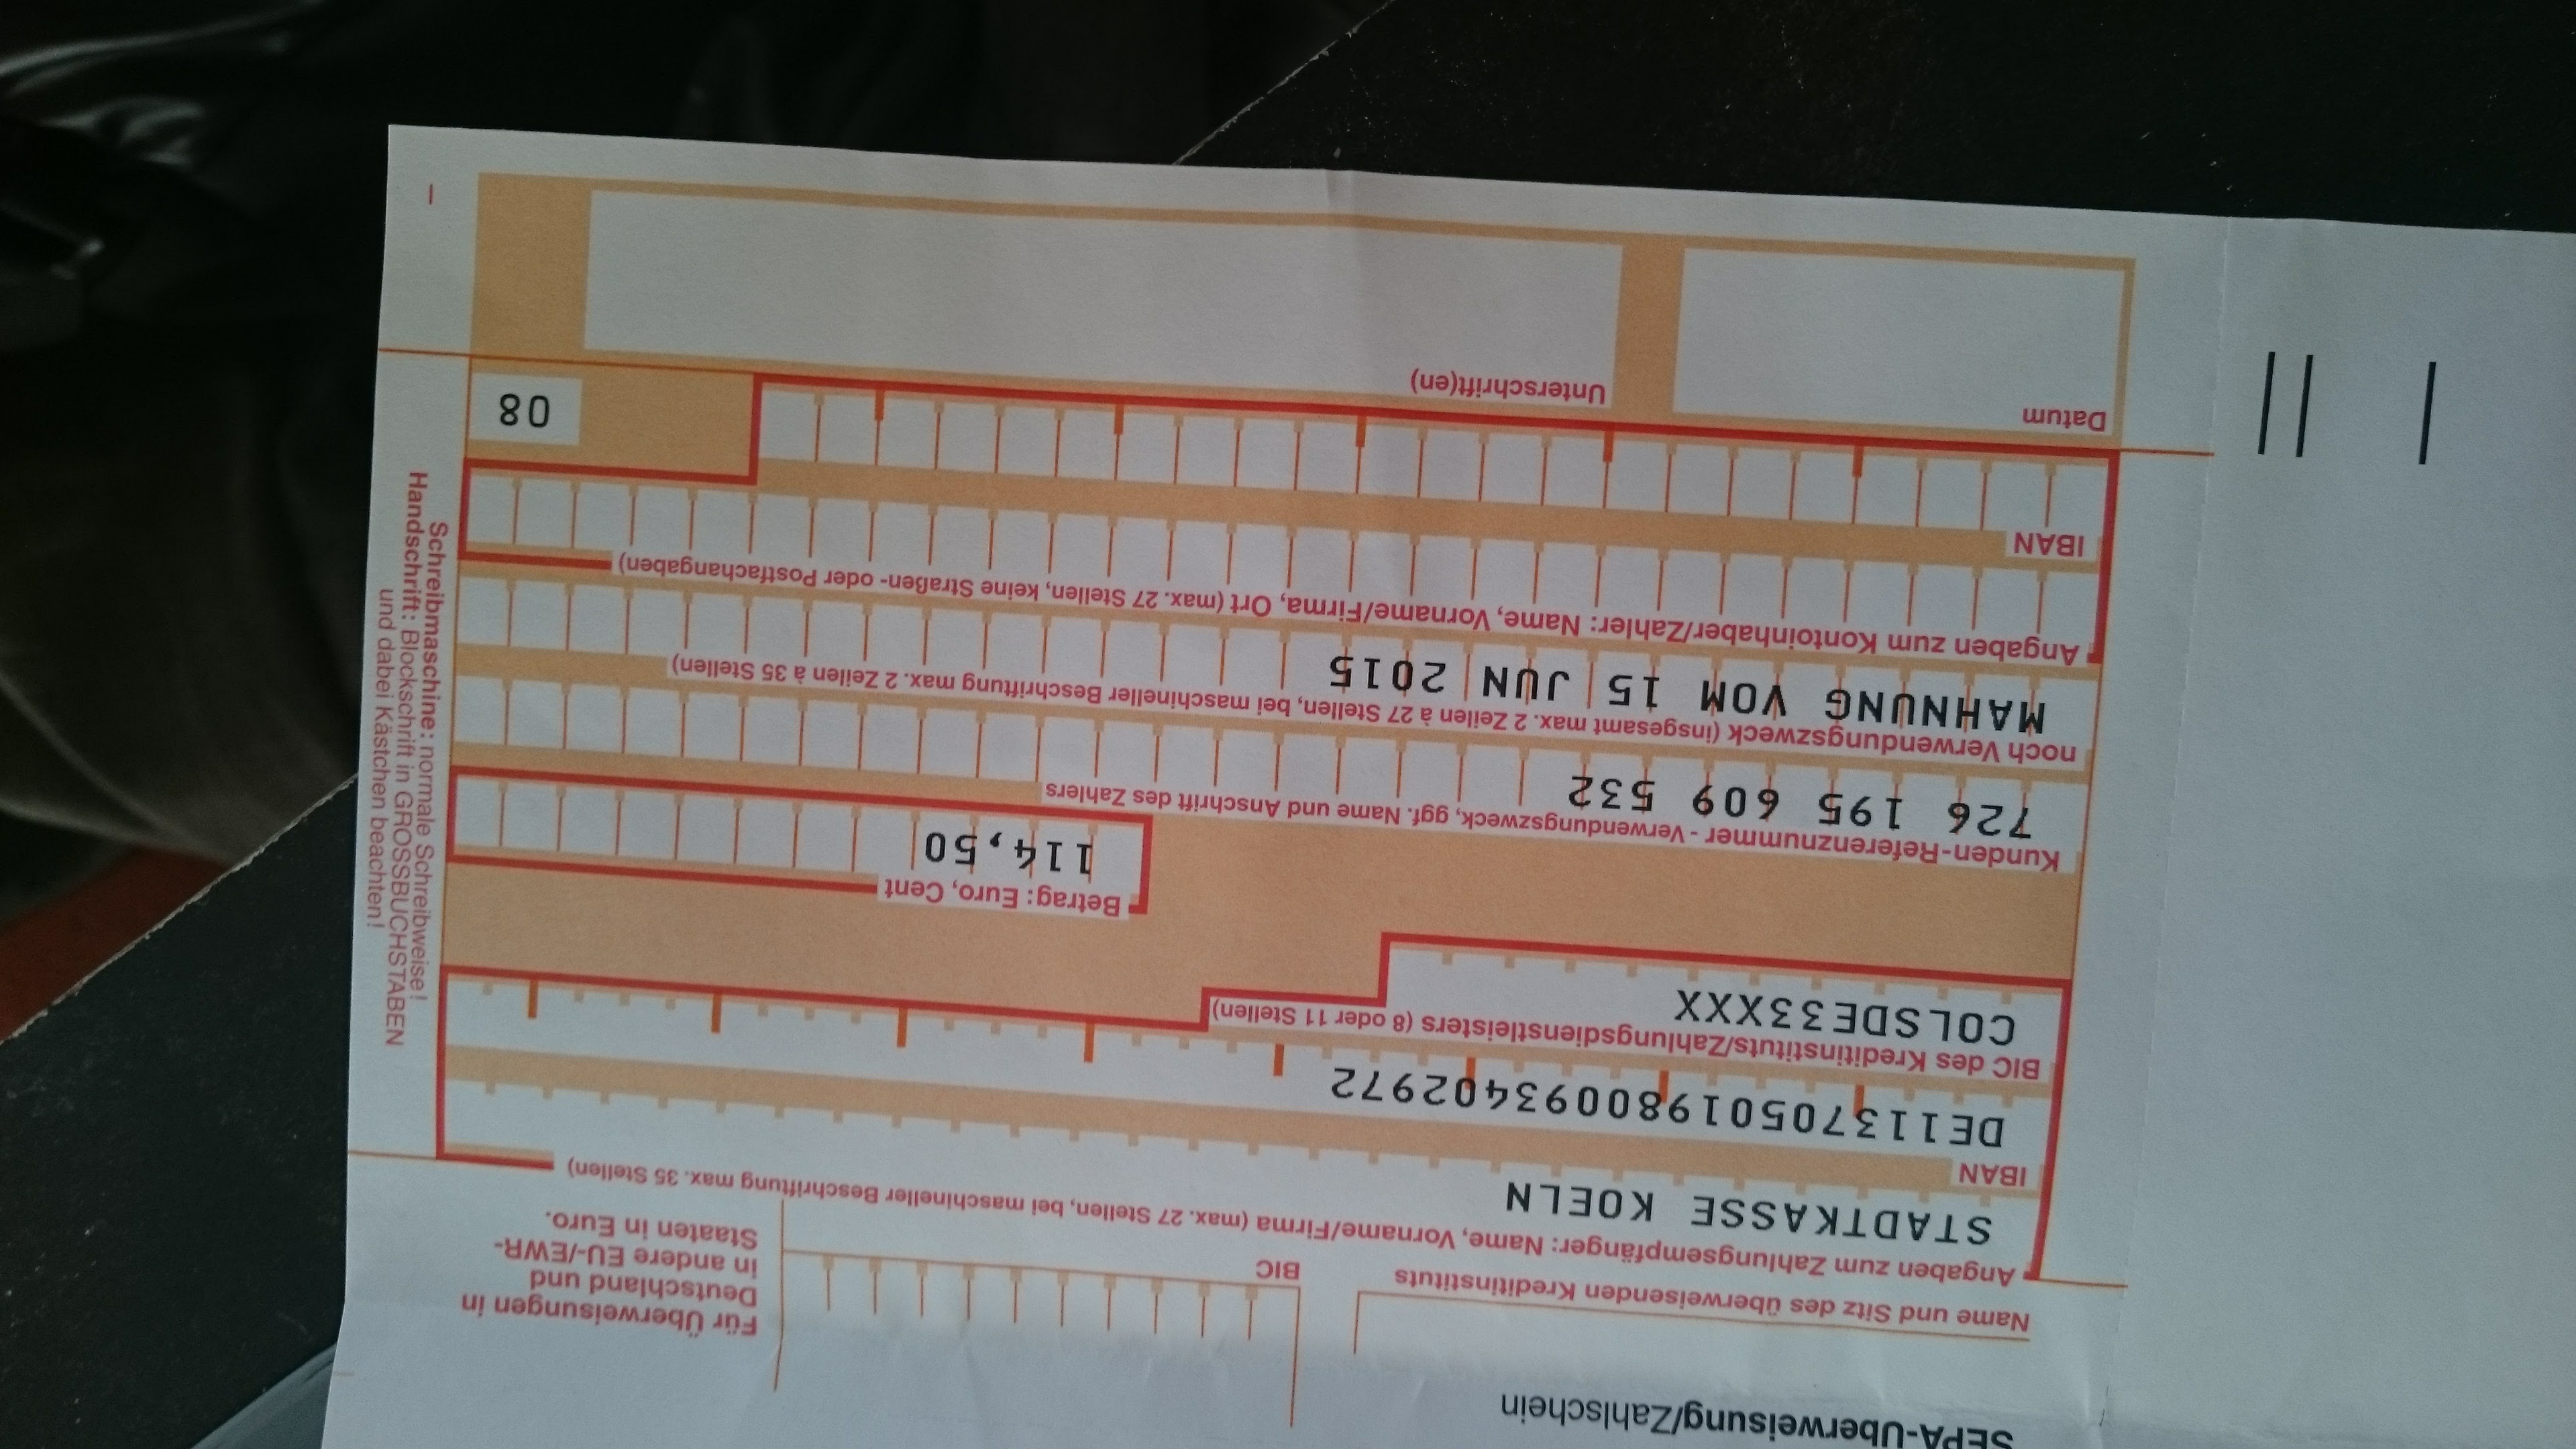 SEPA-Überweisung/Zahlschein
Name und Sitz des überweisenden Kreditinstituts
BIC
Für Überweisungen in
Deutschland und
in andere EU-/EWR-
Staaten in Euro.
Angaben zum Zahlungsempfänger: Name, Vorname/Firma (max. 27 Stellen, bei maschineller Beschriftung max. 35 Stellen)
STADTKASSE KOELN
IBAN
DE11370501980093402972
BIC des Kreditinstituts/Zahlungsdienstleisters (8 oder 11 Stellen)
COLSDE33XXX
Betrag: Euro, Cent
114,50
Kunden-Referenznummer - Verwendungszweck, ggf. Name und Anschrift des Zahlers
726 195 609 532
noch Verwendungszweck (insgesamt max. 2 Zeilen à 27 Stellen, bei maschineller Beschriftung max. 2 Zeilen à 35 Stellen)
MAHNUNG VOM 15 JUN 2015
Angaben zum Kontoinhaber/Zahler: Name, Vorname/Firma, Ort (max. 27 Stellen, keine Straßen- oder Postfachangaben)
IBAN
08
Datum
Unterschrift(en)
Schreibmaschine: normale Schreibweise!
Handschrift: Blockschrift in GROSSBUCHSTABEN
und dabei Kästchen beachten!